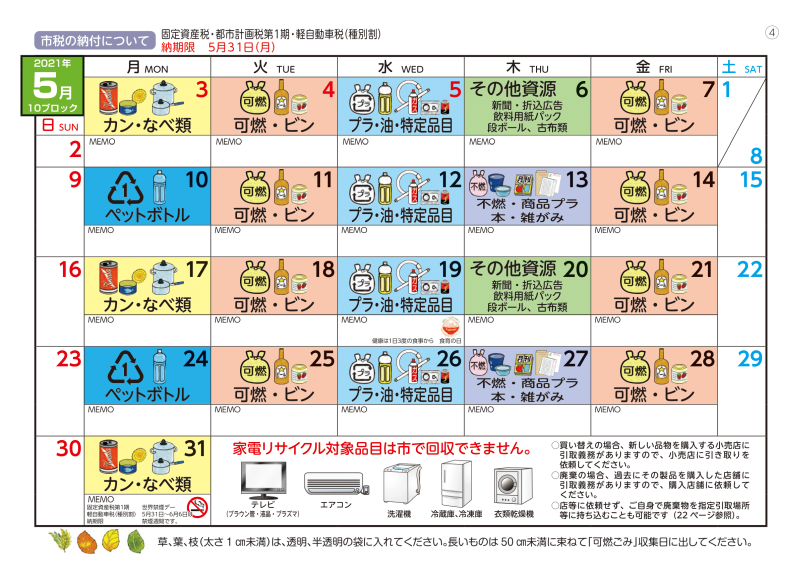 ④
市税の納付について
固定資産税・都市計画税第1期・軽自動車税(種別割)
納期限 5月31日(月)
2021年
5月
10ブロック
日 SUN
月 MON
火 TUE
水 WED
木 THU
金 FRI
土 SAT
2
3
カン・なべ類
MEMO
可燃
4
可燃・ビン
MEMO
プラ
5
プラ・油・特定品目
MEMO
その他資源 6
新聞・折込広告
飲料用紙パック
段ボール、古布類
MEMO
可燃
7
可燃・ビン
MEMO
1
8
9
1
10
ペットボトル
MEMO
可燃
11
可燃・ビン
MEMO
プラ
12
プラ・油・特定品目
MEMO
不燃
13
不燃・商品プラ
本・雑がみ
MEMO
可燃
14
可燃・ビン
MEMO
15
16
17
カン・なべ類
MEMO
可燃
18
可燃・ビン
MEMO
プラ
19
プラ・油・特定品目
MEMO
健康は1日3度の食事から 食育の日
その他資源 20
新聞・折込広告
飲料用紙パック
段ボール、古布類
MEMO
可燃
21
可燃・ビン
MEMO
22
23
1
24
ペットボトル
MEMO
可燃
25
可燃・ビン
MEMO
プラ
26
プラ・油・特定品目
MEMO
不燃
27
不燃・商品プラ
本・雑がみ
MEMO
可燃
28
可燃・ビン
MEMO
29
30
31
カン・なべ類
MEMO
固定資産税第1期
軽自動車税(種別割)
納期限
世界禁煙デー
5月31日～6月6日
禁煙週間です。
家電リサイクル対象品目は市で回収できません。
テレビ
(ブラウン管・液晶・プラズマ)
エアコン
洗濯機
冷蔵庫、冷凍庫
衣類乾燥機
○買い替えの場合、新しい品物を購入する小売店に
引取義務がありますので、小売店に引き取りを
依頼してください。
○廃棄の場合、過去にその製品を購入した店舗に
引取義務がありますので、購入店舗に依頼して
ください。
○店等に依頼せず、ご自身で廃棄物を指定引取場所
等に持ち込むことも可能です(22ページ参照)。
草、葉、枝(太さ1㎝未満)は、透明、半透明の袋に入れてください。長いものは50㎝未満に束ねて「可燃ごみ」収集日に出してください。